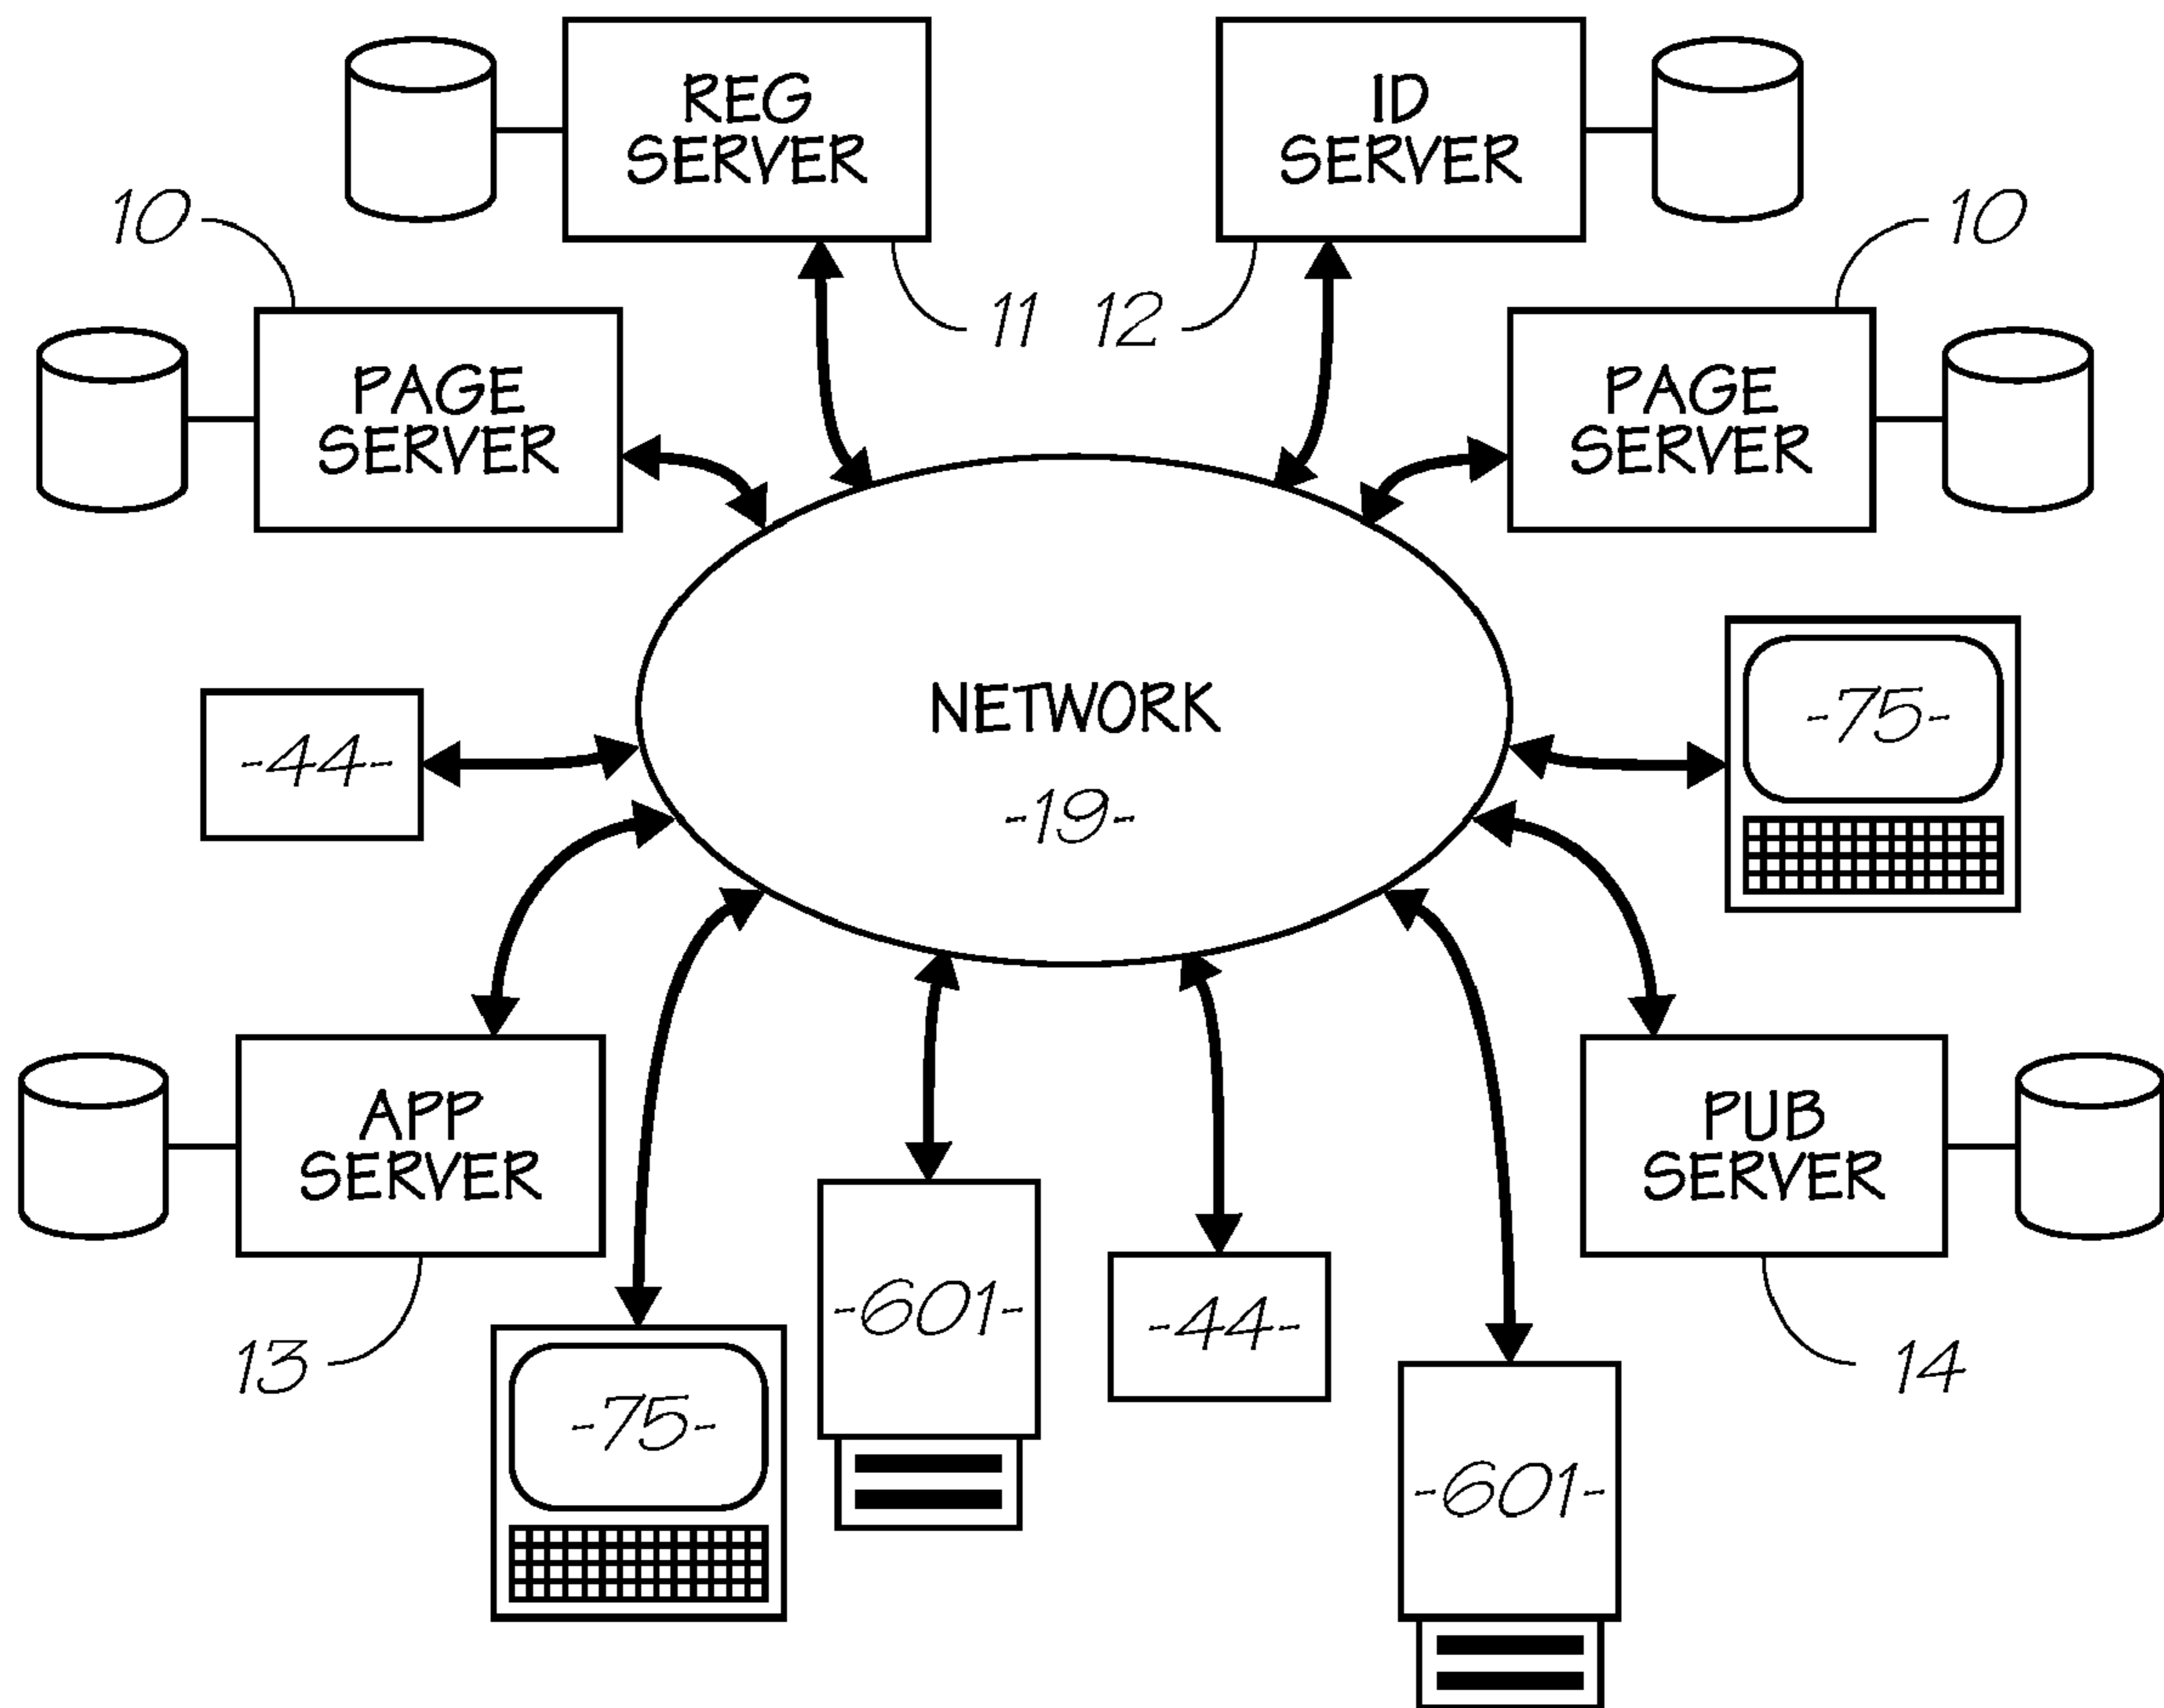 REG
SERVER
ID
SERVER
10
10
11
12
PAGE
SERVER
PAGE
SERVER
NETWORK
-19-
-44-
-75-
APP
SERVER
PUB
SERVER
13
14
-601-
-44-
-75-
-601-